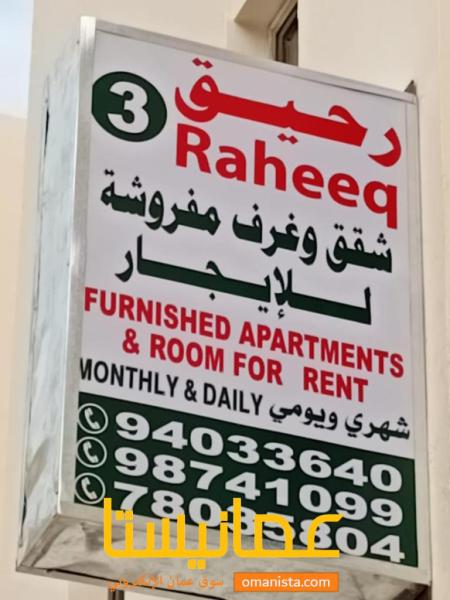 رحيق
3
Raheeq
شقق وغرف مفروشة
للإيجار
FURNISHED APARTMENTS
& ROOM FOR RENT
MONTHLY & DAILY شهري ويومي
94033640
98741099
78085804
عمانيستا
سوق عمان الإلكتروني omanista.com